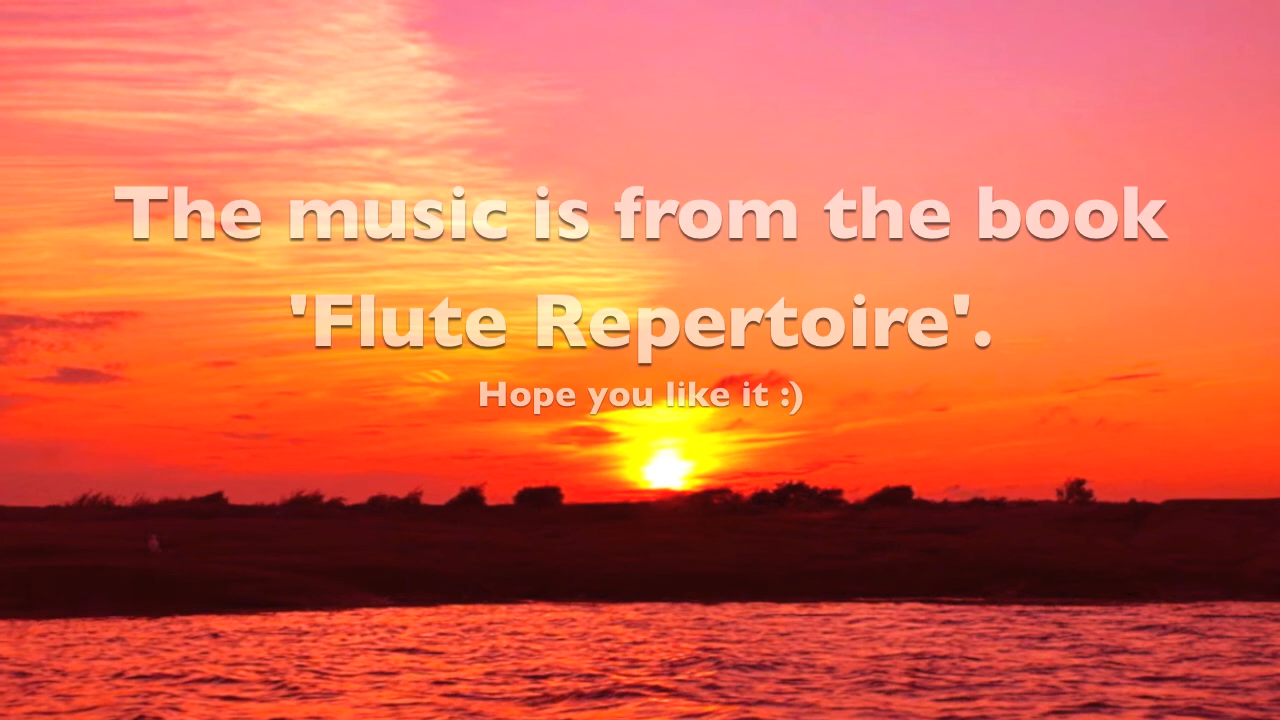 The music is from the book
'Flute Repertoire'.
Hope you like it :)